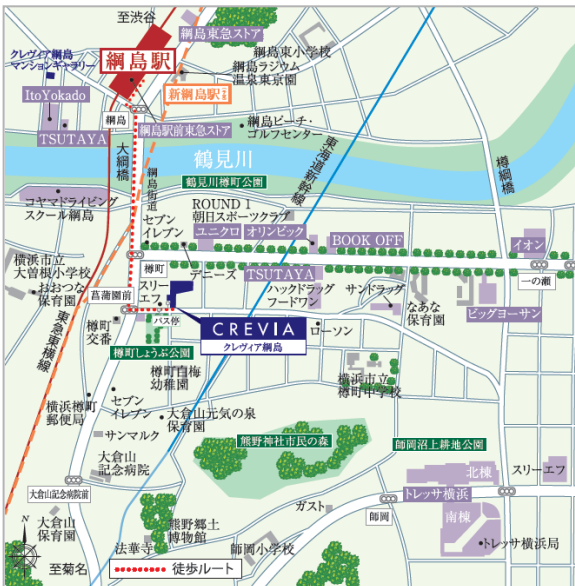 至渋谷
綱島東急ストア
クレヴィア綱島
マンションギャラリー
綱島駅
綱島東小学校
綱島ラジウム
温泉東京園
ItoYokado
新綱島駅
綱島
綱島駅前東急ストア
綱島ビーチ・
ゴルフセンター
TSUTAYA
大綱橋
鶴見川
東海道新幹線
樽綱橋
鶴見川樽町公園
綱島街道
コヤマドライビング
スクール綱島
ROUND 1
朝日スポーツクラブ
セブン
イレブン
ユニクロ
オリンピック
BOOK OFF
イオン
横浜市立
大曽根小学校
樽町
デニーズ
TSUTAYA
一の瀬
おおつな
保育園
菖蒲園前
スリー
エフ
ハックドラッグ
フードワン
サンドラッグ
なあな
保育園
ビッグヨーサン
バス停
東急東横線
樽町
交番
CREVIA
クレヴィア綱島
ローソン
樽町しょうぶ公園
樽町白梅
幼稚園
横浜市立
樽町中学校
横浜樽町
郵便局
セブン
イレブン
大倉山元気の泉
保育園
サンマルク
熊野神社市民の森
師岡沼上耕地公園
大倉山
記念病院
北棟
スリーエフ
大倉山記念病院前
トレッサ横浜
ガスト
師岡
南棟
大倉山
保育園
熊野郷土
博物館
トレッサ横浜局
N
法華寺
師岡小学校
至菊名
徒歩ルート